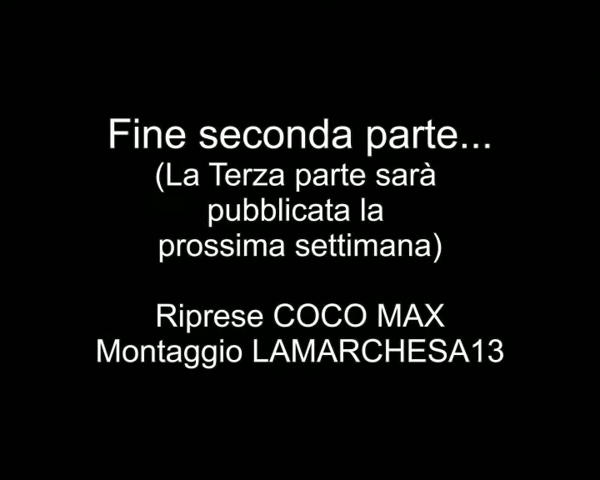 Fine seconda parte...
(La Terza parte sarà
pubblicata la
prossima settimana)
Riprese COCO MAX
Montaggio LAMARCHESA13